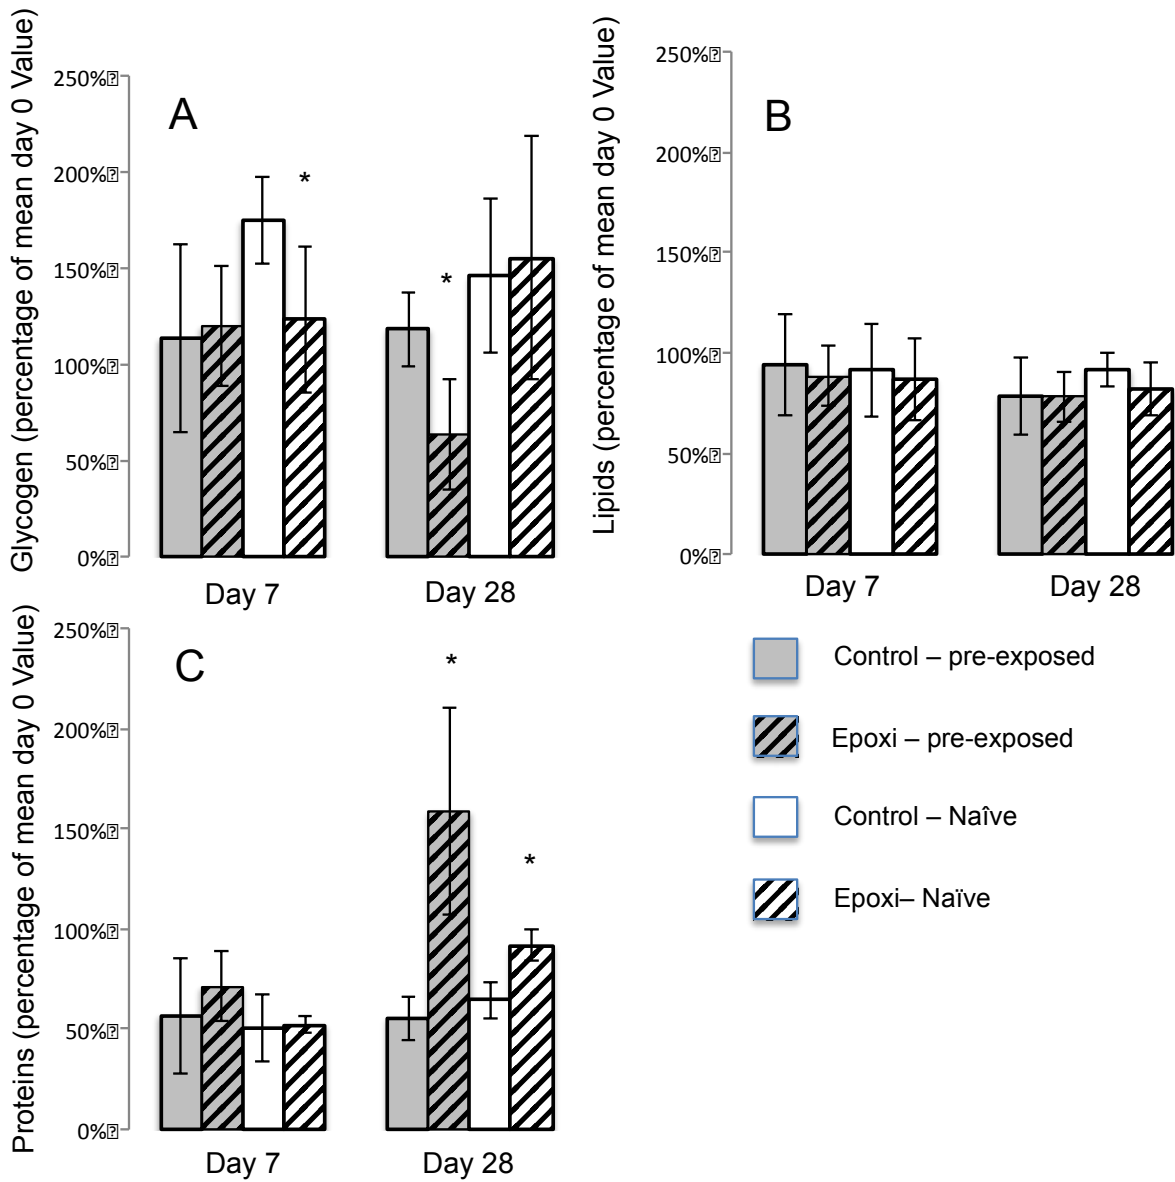 Glycogen (percentage of mean day 0 Value)
250%⍰
200%⍰
150%⍰
100%⍰
50%⍰
0%⍰
A
*
*
Day 7
Day 28
Lipids (percentage of mean day 0 Value)
250%⍰
200%⍰
150%⍰
100%⍰
50%⍰
0%⍰
B
Day 7
Day 28
Proteins (percentage of mean day 0 Value)
250%⍰
200%⍰
150%⍰
100%⍰
50%⍰
0%⍰
C
*
*
Day 7
Day 28
Control – pre-exposed
Epoxi – pre-exposed
Control – Naîve
Epoxi– Naïve